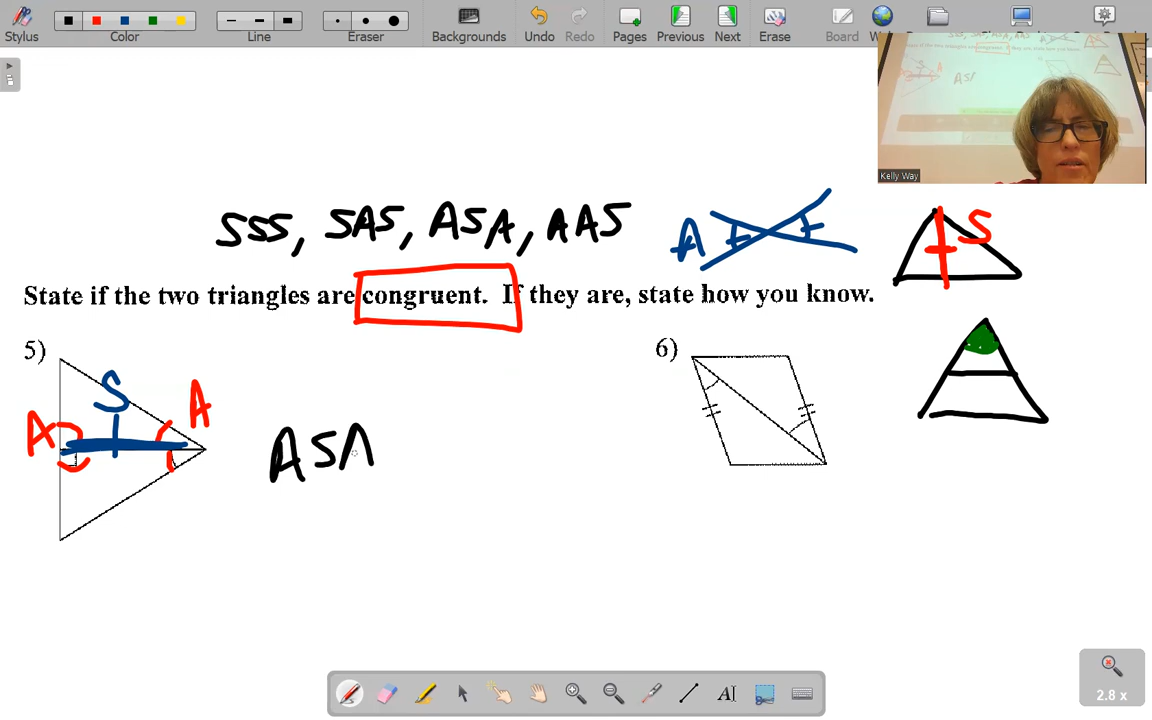 Stylus
Color
Line
Eraser
Backgrounds
Undo
Redo
Pages
Previous
Next
Erase
Board
Kelly Way
SSS, SAS, ASA, AAS
A
S
State if the two triangles are congruent. If they are, state how you know.
5)
S
A
A
ASA
6)
2.8 x